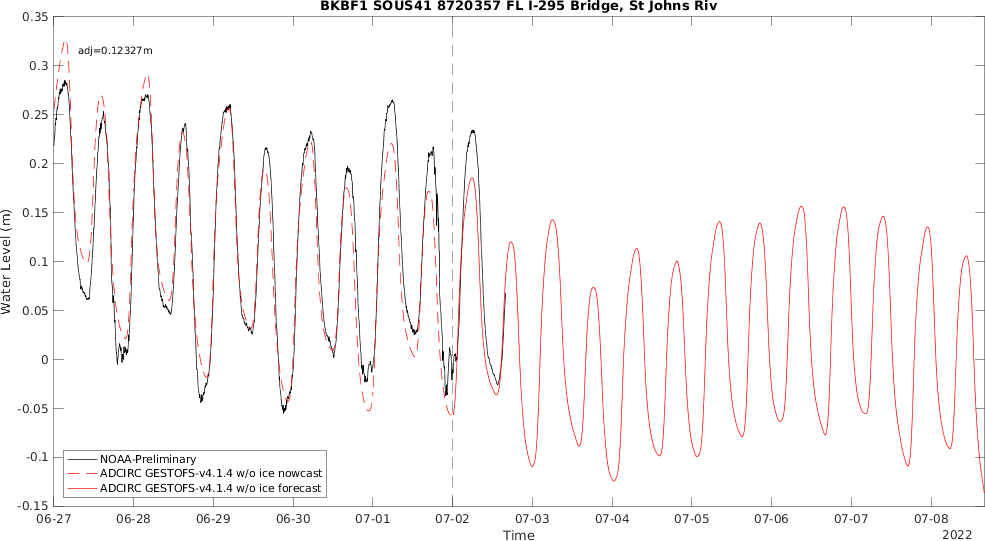 BKBF1 SOUS41 8720357 FL I-295 Bridge, St Johns Riv
0.35
0.3
0.25
0.2
0.15
0.1
0.05
0
-0.05
-0.1
-0.15
Water Level (m)
adj=0.12327m
NOAA-Preliminary
ADCIRC GESTOFS-v4.1.4 w/o ice nowcast
ADCIRC GESTOFS-v4.1.4 w/o ice forecast
06-27 06-28 06-29 06-30 07-01 07-02 07-03 07-04 07-05 07-06 07-07 07-08
Time
2022